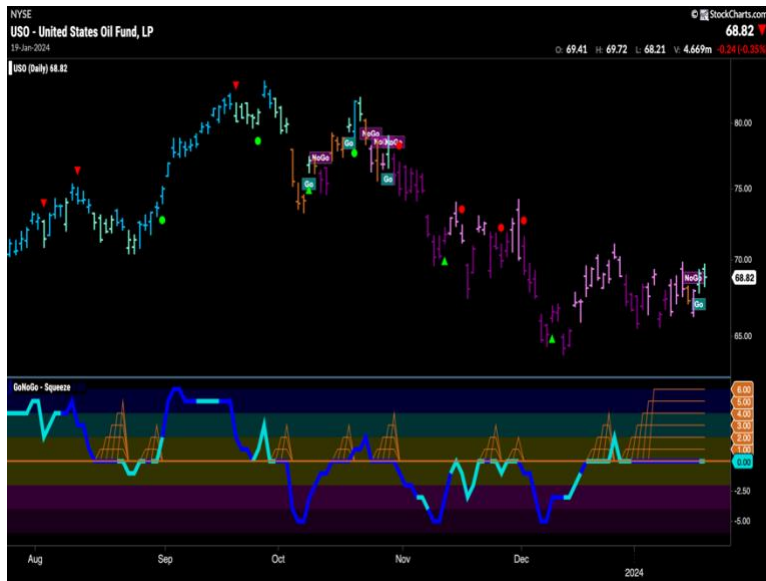 NYSE
© StockCharts.com
USO - United States Oil Fund, LP
68.82
19-Jan-2024
O: 69.41 H: 69.72 L: 68.21 V: 4.669m -0.24 (-0.35%)
USO (Daily) 68.82
80.00
NoGo
NoGo
Go
NoGo
75.00
Go
Go
70.00
NoGo
68.82
Go
65.00
GoNoGo - Squeeze
6.00
5.00
4.00
3.00
2.00
1.00
0.00
-2.50
-5.00
Aug Sep Oct Nov Dec 2024